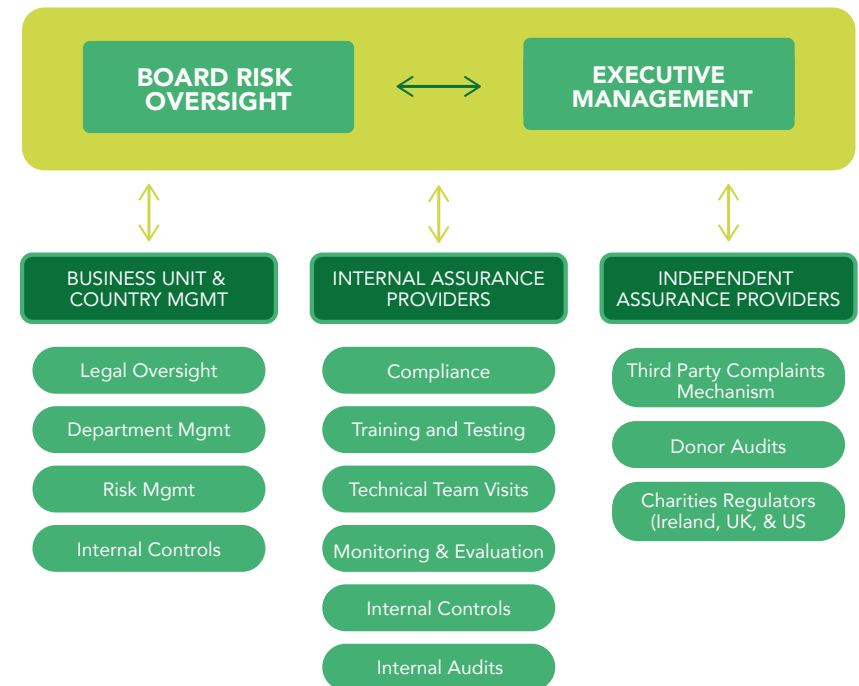 BOARD RISK
OVERSIGHT
EXECUTIVE
MANAGEMENT
BUSINESS UNIT &
COUNTRY MGMT
Legal Oversight
Department Mgmt
Risk Mgmt
Internal Controls
INTERNAL ASSURANCE
PROVIDERS
Compliance
Training and Testing
Technical Team Visits
Monitoring & Evaluation
Internal Controls
Internal Audits
INDEPENDENT
ASSURANCE PROVIDERS
Third Party Complaints
Mechanism
Donor Audits
Charities Regulators
(Ireland, UK, & US